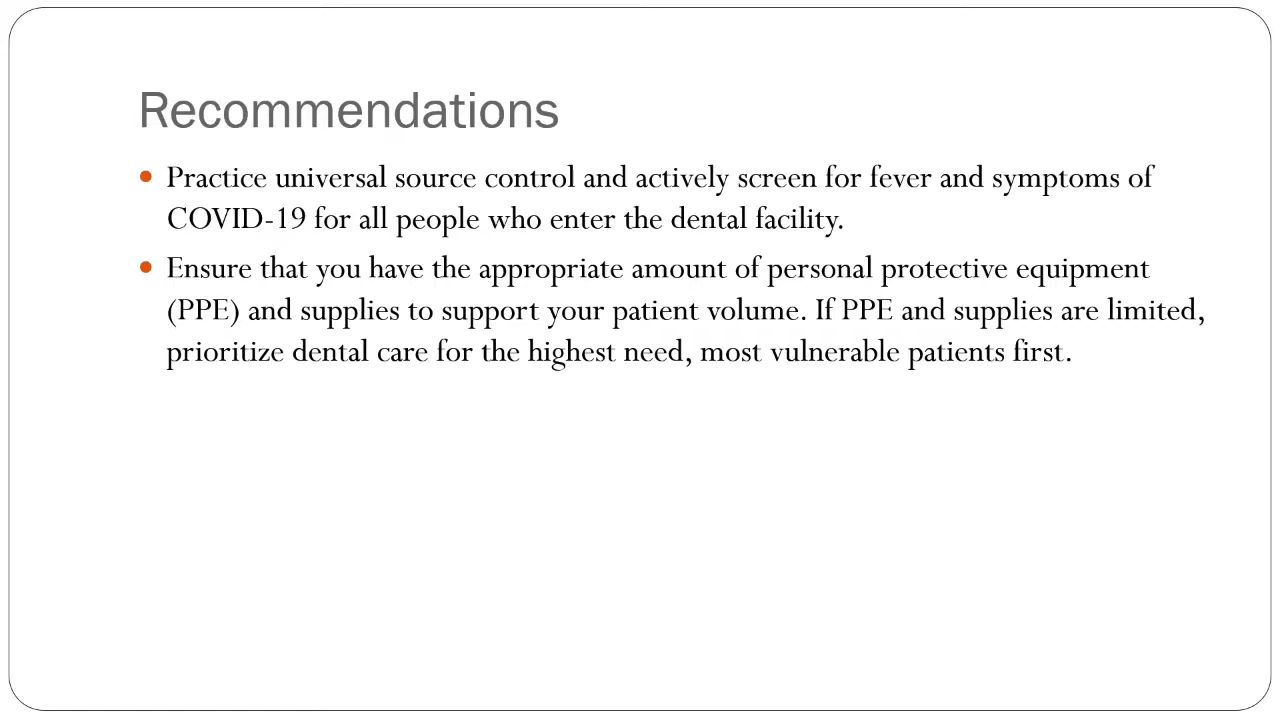 Recommendations
Practice universal source control and actively screen for fever and symptoms of
COVID-19 for all people who enter the dental facility.
Ensure that you have the appropriate amount of personal protective equipment
(PPE) and supplies to support your patient volume. If PPE and supplies are limited,
prioritize dental care for the highest need, most vulnerable patients first.